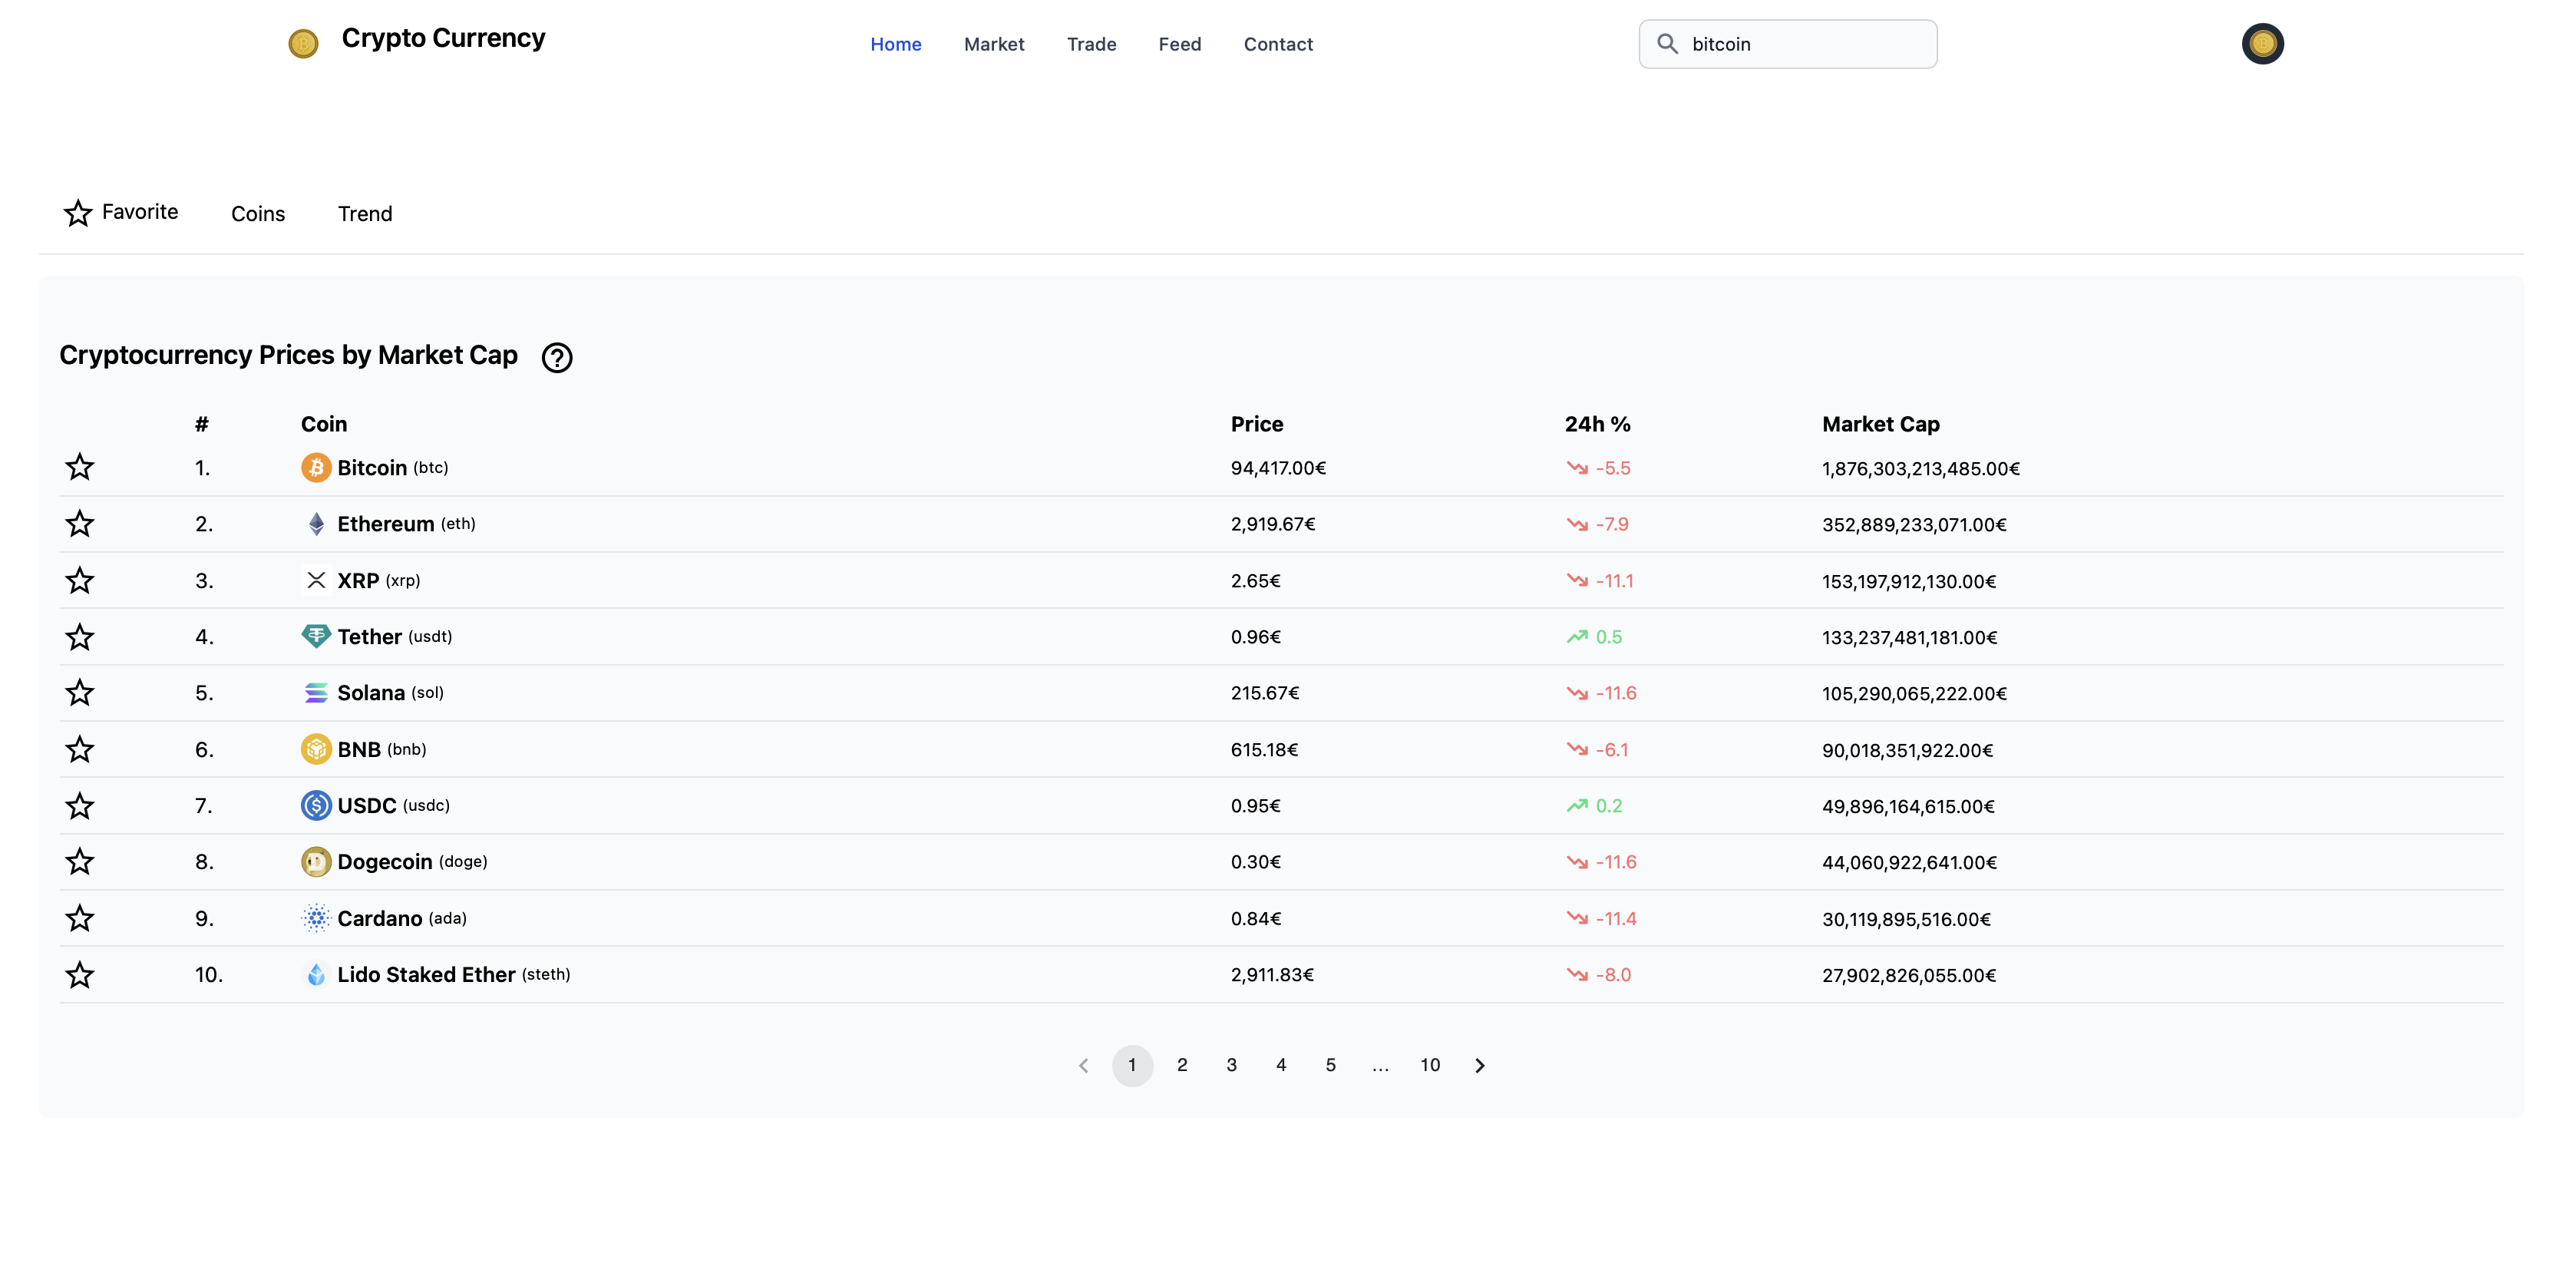 Crypto Currency Home Market Trade Feed Contact bitcoin
Favorite Coins Trend
Cryptocurrency Prices by Market Cap ?
# Coin Price 24h % Market Cap
1. Bitcoin (btc) 94,417.00€ -5.5 1,876,303,213,485.00€
2. Ethereum (eth) 2,919.67€ -7.9 352,889,233,071.00€
3. XRP (xrp) 2.65€ -11.1 153,197,912,130.00€
4. Tether (usdt) 0.96€ 0.5 133,237,481,181.00€
5. Solana (sol) 215.67€ -11.6 105,290,065,222.00€
6. BNB (bnb) 615.18€ -6.1 90,018,351,922.00€
7. USDC (usdc) 0.95€ 0.2 49,896,164,615.00€
8. Dogecoin (doge) 0.30€ -11.6 44,060,922,641.00€
9. Cardano (ada) 0.84€ -11.4 30,119,895,516.00€
10. Lido Staked Ether (steth) 2,911.83€ -8.0 27,902,826,055.00€
1 2 3 4 5 … 10